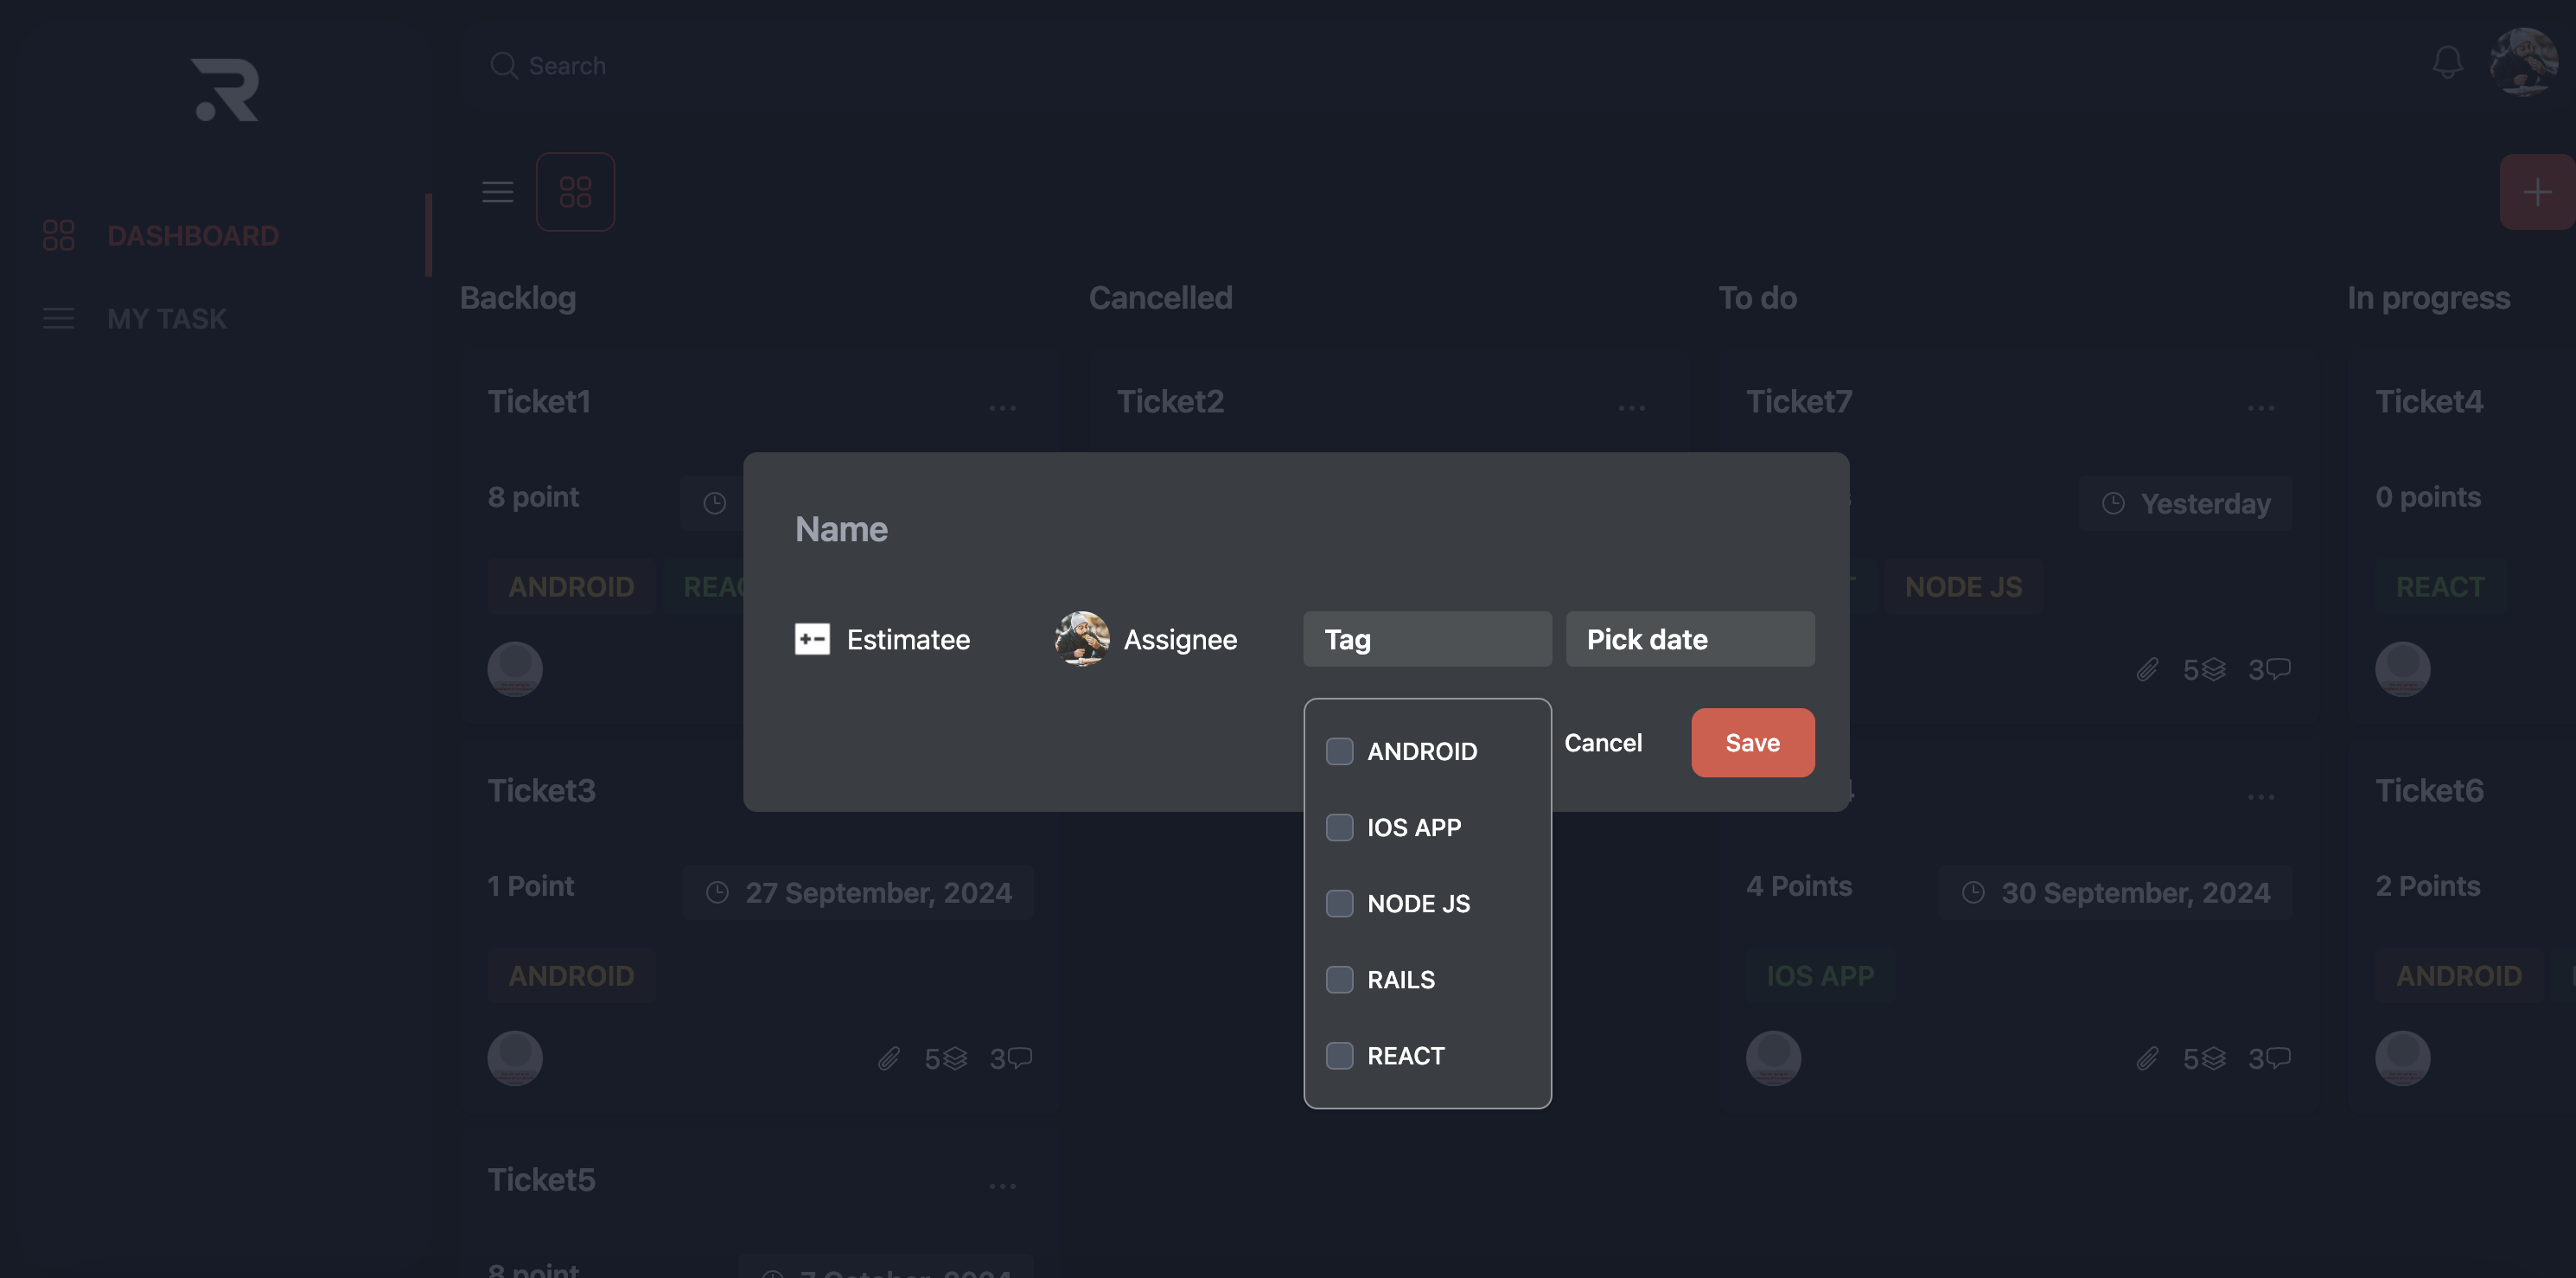 Search
DASHBOARD
MY TASK
Backlog
Cancelled
To do
In progress
Ticket1
Ticket2
Ticket7
Ticket4
8 point
Yesterday
0 points
ANDROID
NODE JS
REACT
5
3
Name
Estimatee
Assignee
Tag
Pick date
ANDROID
IOS APP
NODE JS
RAILS
REACT
Cancel
Save
Ticket3
Ticket6
1 Point
27 September, 2024
4 Points
30 September, 2024
2 Points
ANDROID
IOS APP
ANDROID
5
3
5
3
Ticket5
8 point
7 October, 2024